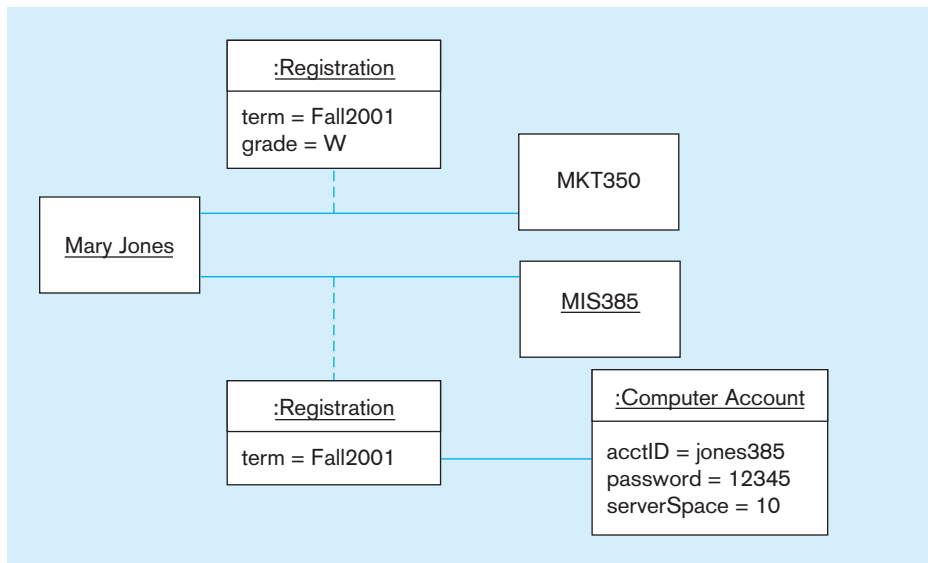 :Registration
term = Fall2001
grade = W
MKT350
Mary Jones
MIS385
:Registration
term = Fall2001
:Computer Account
acctID = jones385
password = 12345
serverSpace = 10